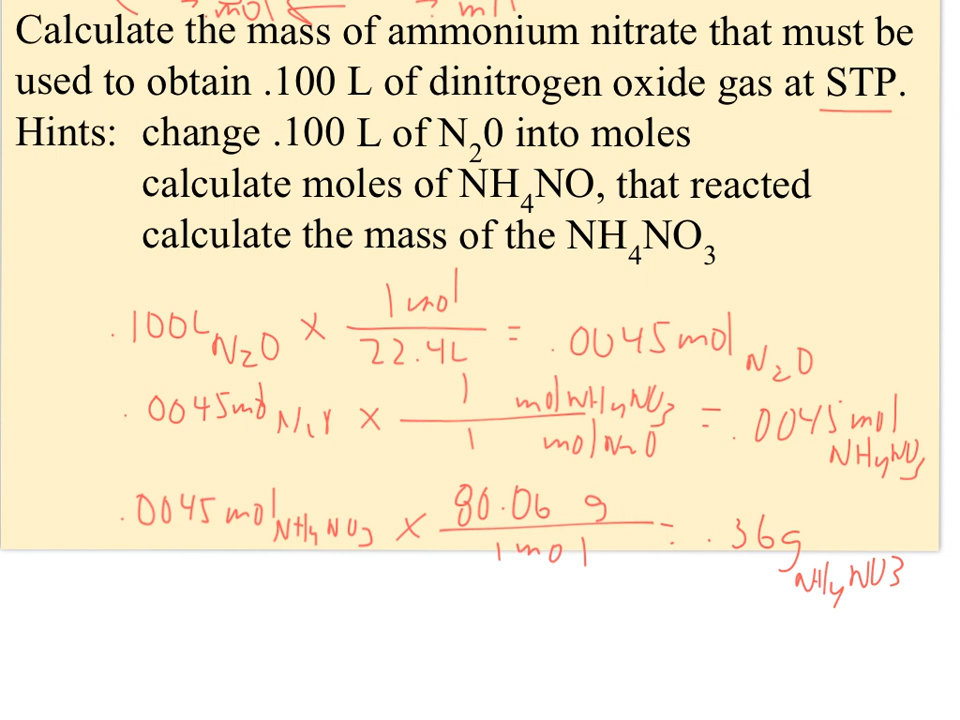 mol ← : ml
Calculate the mass of ammonium nitrate that must be
used to obtain .100 L of dinitrogen oxide gas at STP.
Hints: change .100 L of N₂0 into moles
calculate moles of NH₄NO, that reacted
calculate the mass of the NH₄NO₃
.100L N₂O × 1 mol / 22.4L = .0045 mol N₂O
.0045 mol × 1 mol NH₄NO₃ / 1 mol N₂O = .0045 mol NH₄NO₃
.0045 mol NH₄NO₃ × 80.06 g / 1 mol = .36g NH₄NO3